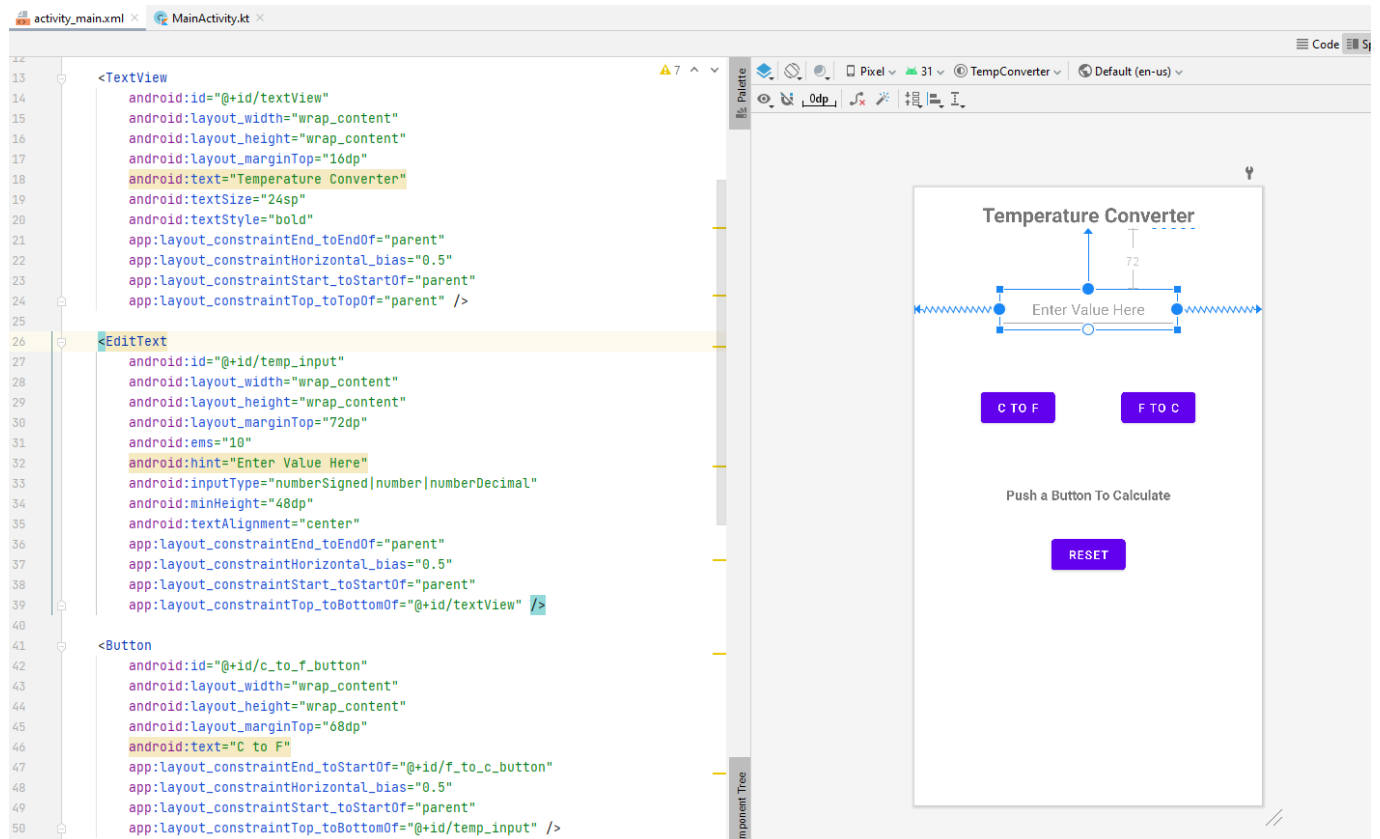 activity_main.xml MainActivity.kt
Code
7
12
13 <TextView
14 android:id="@+id/textView"
15 android:layout_width="wrap_content"
16 android:layout_height="wrap_content"
17 android:layout_marginTop="16dp"
18 android:text="Temperature Converter"
19 android:textSize="24sp"
20 android:textStyle="bold"
21 app:layout_constraintEnd_toEndOf="parent"
22 app:layout_constraintHorizontal_bias="0.5"
23 app:layout_constraintStart_toStartOf="parent"
24 app:layout_constraintTop_toTopOf="parent" />
25
26 <EditText
27 android:id="@+id/temp_input"
28 android:layout_width="wrap_content"
29 android:layout_height="wrap_content"
30 android:layout_marginTop="72dp"
31 android:ems="10"
32 android:hint="Enter Value Here"
33 android:inputType="numberSigned|number|numberDecimal"
34 android:minHeight="48dp"
35 android:textAlignment="center"
36 app:layout_constraintEnd_toEndOf="parent"
37 app:layout_constraintHorizontal_bias="0.5"
38 app:layout_constraintStart_toStartOf="parent"
39 app:layout_constraintTop_toBottomOf="@+id/textView" />
40
41 <Button
42 android:id="@+id/c_to_f_button"
43 android:layout_width="wrap_content"
44 android:layout_height="wrap_content"
45 android:layout_marginTop="68dp"
46 android:text="C to F"
47 app:layout_constraintEnd_toStartOf="@+id/f_to_c_button"
48 app:layout_constraintHorizontal_bias="0.5"
49 app:layout_constraintStart_toStartOf="parent"
50 app:layout_constraintTop_toBottomOf="@+id/temp_input" />
Palette
Pixel 31 TempConverter Default (en-us)
0dp
Temperature Converter
72
Enter Value Here
C TO F F TO C
Push a Button To Calculate
RESET
Tree